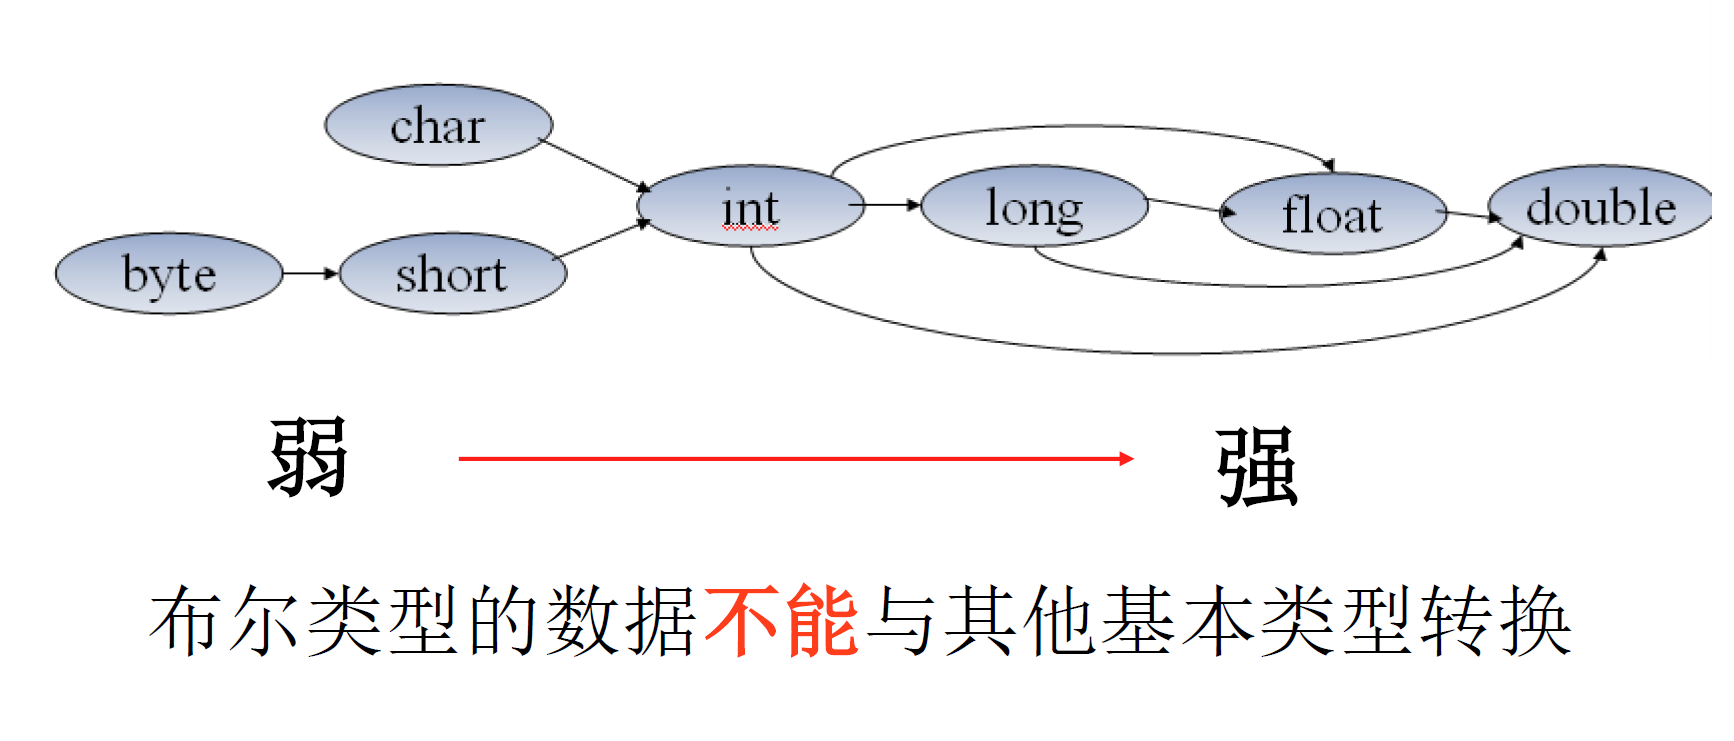 char
int
long
float
double
byte
short
弱
强
布尔类型的数据不能与其他基本类型转换